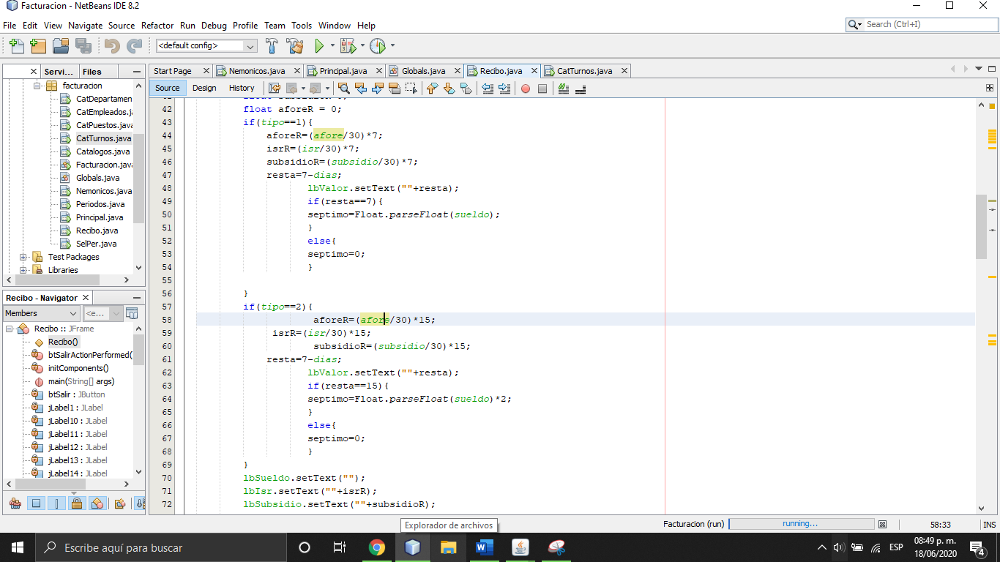 Facturacion - NetBeans IDE 8.2
File Edit View Navigate Source Refactor Run Debug Profile Team Tools Window Help
Search (Ctrl+I)
<default config>
Servi... Files
Start Page Nemonicos.java Principal.java Globals.java Recibo.java CatTurnos.java
Source Design History
facturacion
CatDepartamen
CatEmpleados.ja
CatPuestos.java
CatTurnos.java
Catalogos.java
Facturacion.java
Globals.java
Nemonicos.java
Periodos.java
Principal.java
Recibo.java
SelPer.java
Test Packages
Libraries
Recibo - Navigator
Members <e...
Recibo :: JFrame
Recibo()
btSalirActionPerformed(
initComponents()
main(String[] args)
btSalir : JButton
jLabel1 : JLabel
jLabel10 : JLabel
jLabel11 : JLabel
jLabel12 : JLabel
jLabel13 : JLabel
jLabel14 : JLabel
42 float aforeR = 0;
43 if(tipo==1){
44 aforeR=(afore/30)*7;
45 isrR=(isr/30)*7;
46 subsidioR=(subsidio/30)*7;
47 resta=7-dias;
48 lbValor.setText(""+resta);
49 if(resta==7){
50 septimo=Float.parseFloat(sueldo);
51 }
52 else{
53 septimo=0;
54 }
55
56 }
57 if(tipo==2){
58 aforeR=(afore/30)*15;
59 isrR=(isr/30)*15;
60 subsidioR=(subsidio/30)*15;
61 resta=7-dias;
62 lbValor.setText(""+resta);
63 if(resta==15){
64 septimo=Float.parseFloat(sueldo)*2;
65 }
66 else{
67 septimo=0;
68 }
69 }
70 lbSueldo.setText("");
71 lbIsr.setText(""+isrR);
72 lbSubsidio.setText(""+subsidioR);
Explorador de archivos
Facturacion (run) running... 58:33 INS
Escribe aquí para buscar
ESP
08:49 p. m.
18/06/2020
4